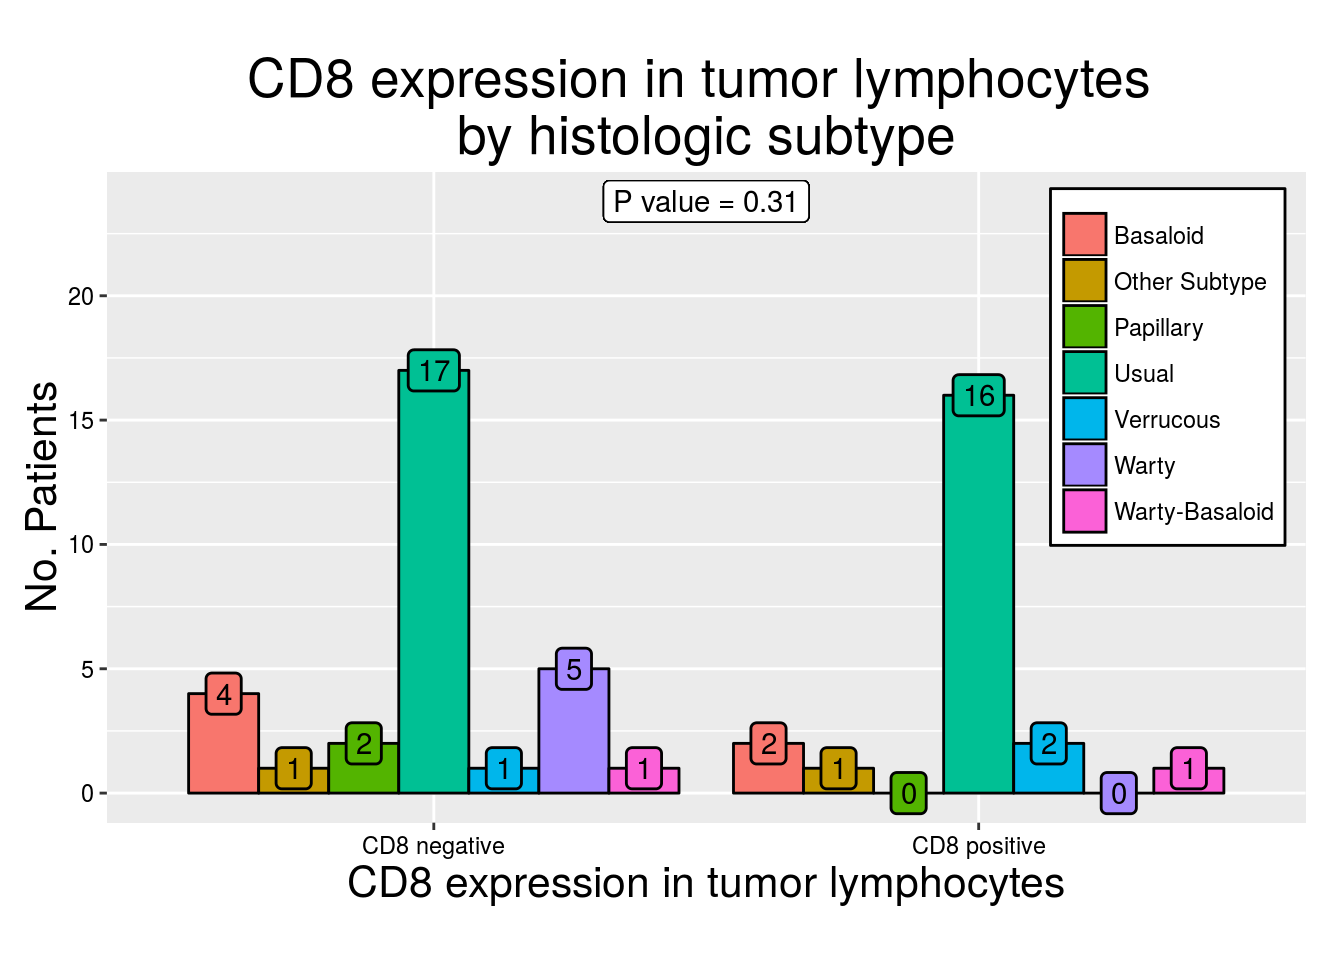 CD8 expression in tumor lymphocytes
by histologic subtype
P value = 0.31
Basaloid
Other Subtype
Papillary
Usual
Verrucous
Warty
Warty-Basaloid
No. Patients
20
15
10
5
0
4
1
2
17
1
5
1
2
1
0
16
2
0
1
CD8 negative
CD8 positive
CD8 expression in tumor lymphocytes